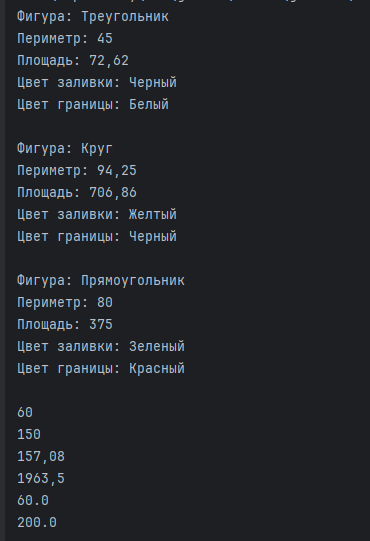 Фигура: Треугольник
Периметр: 45
Площадь: 72,62
Цвет заливки: Черный
Цвет границы: Белый

Фигура: Круг
Периметр: 94,25
Площадь: 706,86
Цвет заливки: Желтый
Цвет границы: Черный

Фигура: Прямоугольник
Периметр: 80
Площадь: 375
Цвет заливки: Зеленый
Цвет границы: Красный

60
150
157,08
1963,5
60.0
200.0